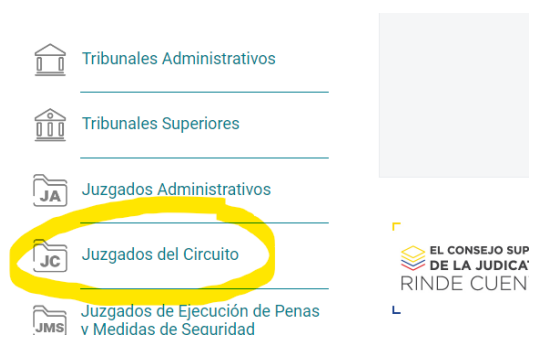 Tribunales Administrativos
Tribunales Superiores
JA
Juzgados Administrativos
JC
Juzgados del Circuito
JMS
Juzgados de Ejecución de Penas
y Medidas de Seguridad
EL CONSEJO SUP
DE LA JUDICA
RINDE CUEN